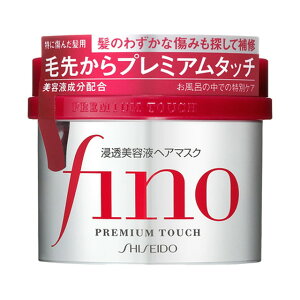 特に傷んだ髪用
髪のわずかな傷みも探して補修
毛先からプレミアムタッチ
美容液成分配合
お風呂の中での特別ケア
PREMIUM TOUCH
浸透美容液ヘアマスク
fino
PREMIUM TOUCH
SHISEIDO